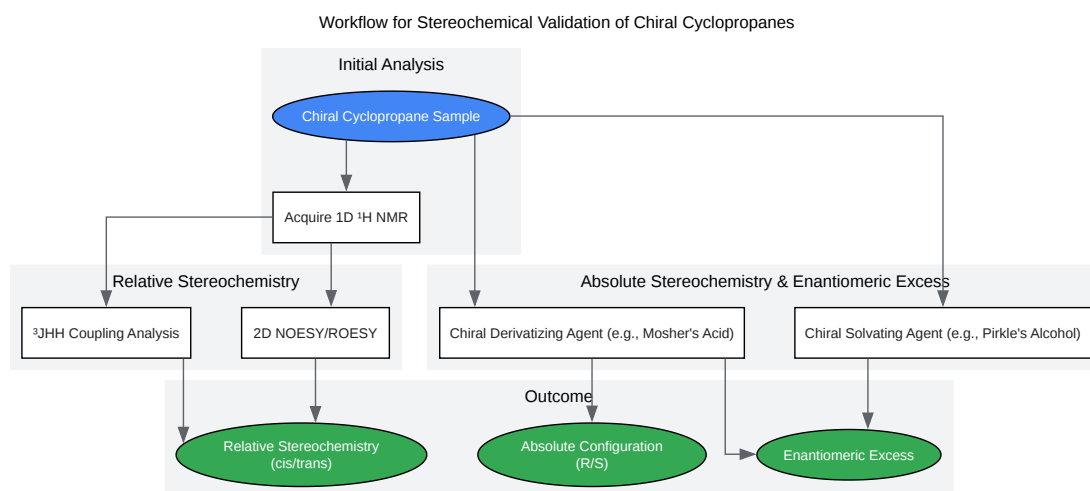 Workflow for Stereochemical Validation of Chiral Cyclopropanes
Initial Analysis
Chiral Cyclopropane Sample
Acquire 1D ¹H NMR
Relative Stereochemistry
Absolute Stereochemistry & Enantiomeric Excess
³JHH Coupling Analysis
2D NOESY/ROESY
Chiral Derivatizing Agent (e.g., Mosher's Acid)
Chiral Solvating Agent (e.g., Pirkle's Alcohol)
Outcome
Relative Stereochemistry
(cis/trans)
Absolute Configuration
(R/S)
Enantiomeric Excess